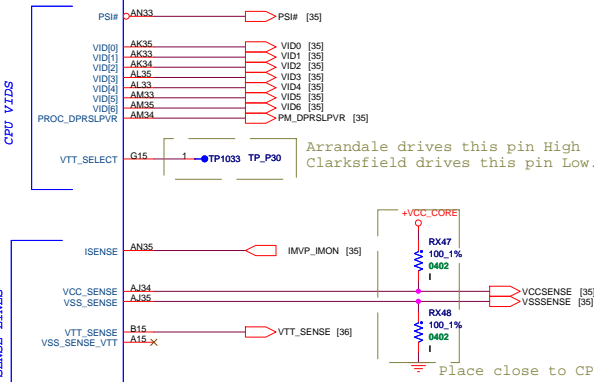 PSI# AN33 PSI# [35]
CPU VIDS
VID[0] AK35 VID0 [35]
VID[1] AK33 VID1 [35]
VID[2] AK34 VID2 [35]
VID[3] AL35 VID3 [35]
VID[4] AL33 VID4 [35]
VID[5] AM33 VID5 [35]
VID[6] AM35 VID6 [35]
PROC_DPRSLPVR AM34 PM_DPRSLPVR [35]
VTT_SELECT G15 1 TP1033 TP_P30
Arrandale drives this pin High
Clarksfield drives this pin Low.
+VCC_CORE
ISENSE AN35 IMVP_IMON [35]
RX47
100_1%
0402
I
VCC_SENSE AJ34 VCCSENSE [35]
VSS_SENSE AJ35 VSSSENSE [35]
RX48
100_1%
0402
I
VTT_SENSE B15 VTT_SENSE [36]
VSS_SENSE_VTT A15
Place close to CP